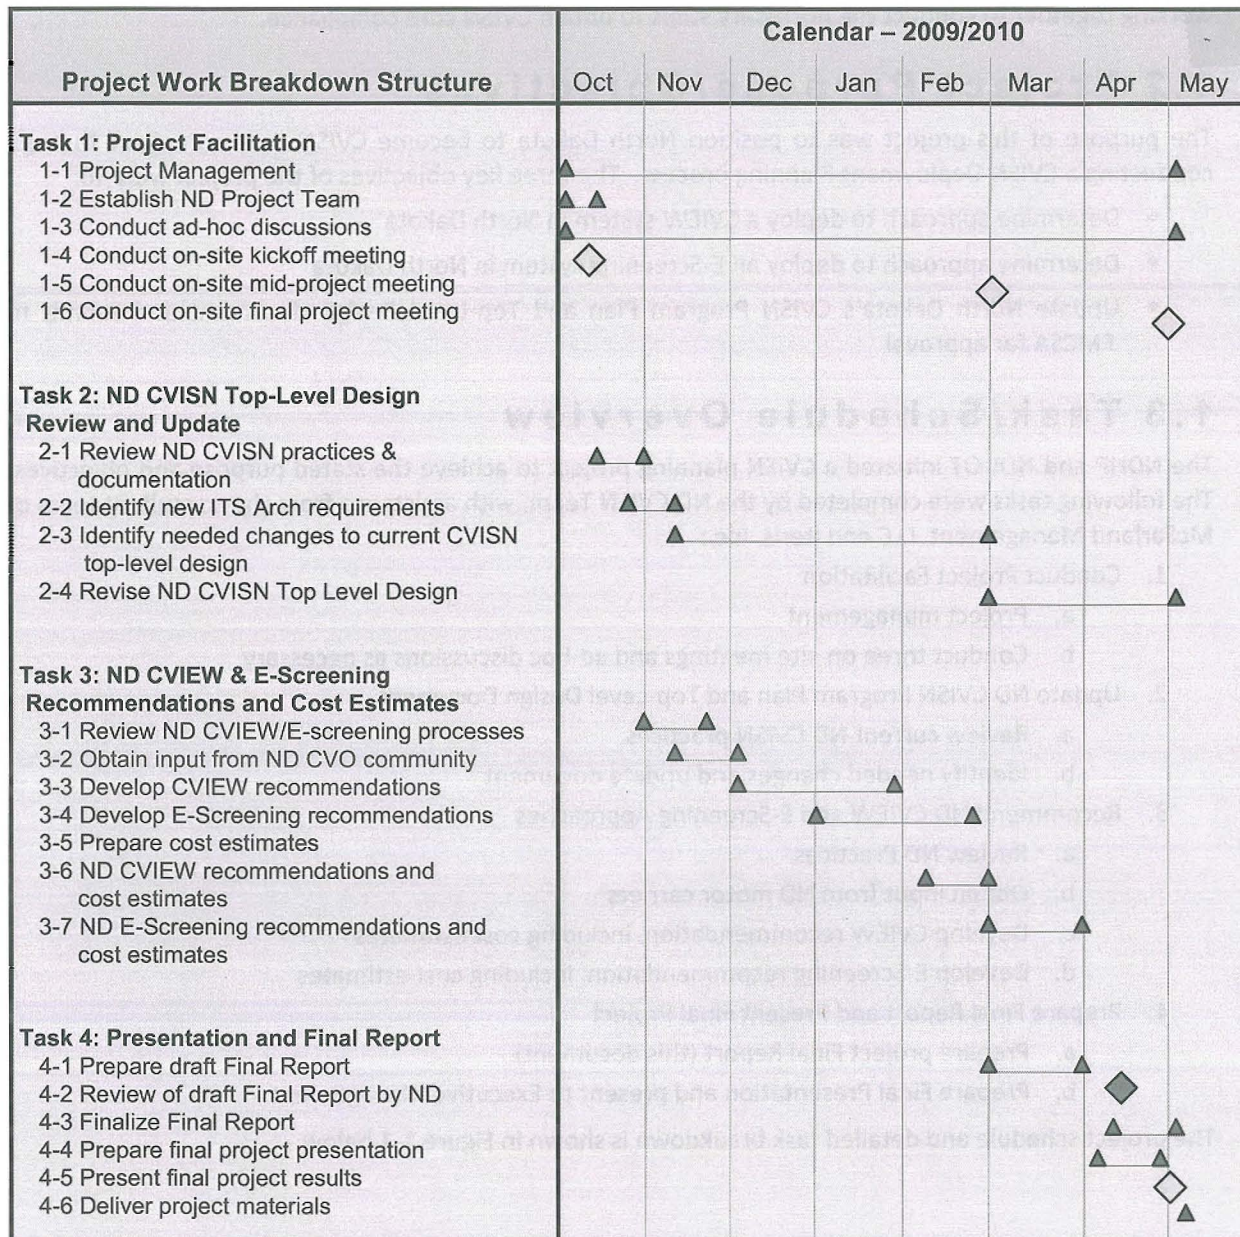 Calendar – 2009/2010
Project Work Breakdown Structure
Oct Nov Dec Jan Feb Mar Apr May
Task 1: Project Facilitation
1-1 Project Management
1-2 Establish ND Project Team
1-3 Conduct ad-hoc discussions
1-4 Conduct on-site kickoff meeting
1-5 Conduct on-site mid-project meeting
1-6 Conduct on-site final project meeting
Task 2: ND CVISN Top-Level Design
Review and Update
2-1 Review ND CVISN practices &
documentation
2-2 Identify new ITS Arch requirements
2-3 Identify needed changes to current CVISN
top-level design
2-4 Revise ND CVISN Top Level Design
Task 3: ND CVIEW & E-Screening
Recommendations and Cost Estimates
3-1 Review ND CVIEW/E-screening processes
3-2 Obtain input from ND CVO community
3-3 Develop CVIEW recommendations
3-4 Develop E-Screening recommendations
3-5 Prepare cost estimates
3-6 ND CVIEW recommendations and
cost estimates
3-7 ND E-Screening recommendations and
cost estimates
Task 4: Presentation and Final Report
4-1 Prepare draft Final Report
4-2 Review of draft Final Report by ND
4-3 Finalize Final Report
4-4 Prepare final project presentation
4-5 Present final project results
4-6 Deliver project materials